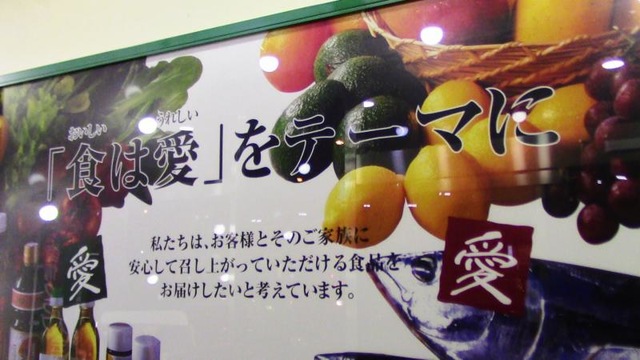 おいしい うれしい
「食は愛」をテーマに
私たちは、お客様とそのご家族に
安心して召し上がっていただける食品を
お届けしたいと考えています。
愛
愛